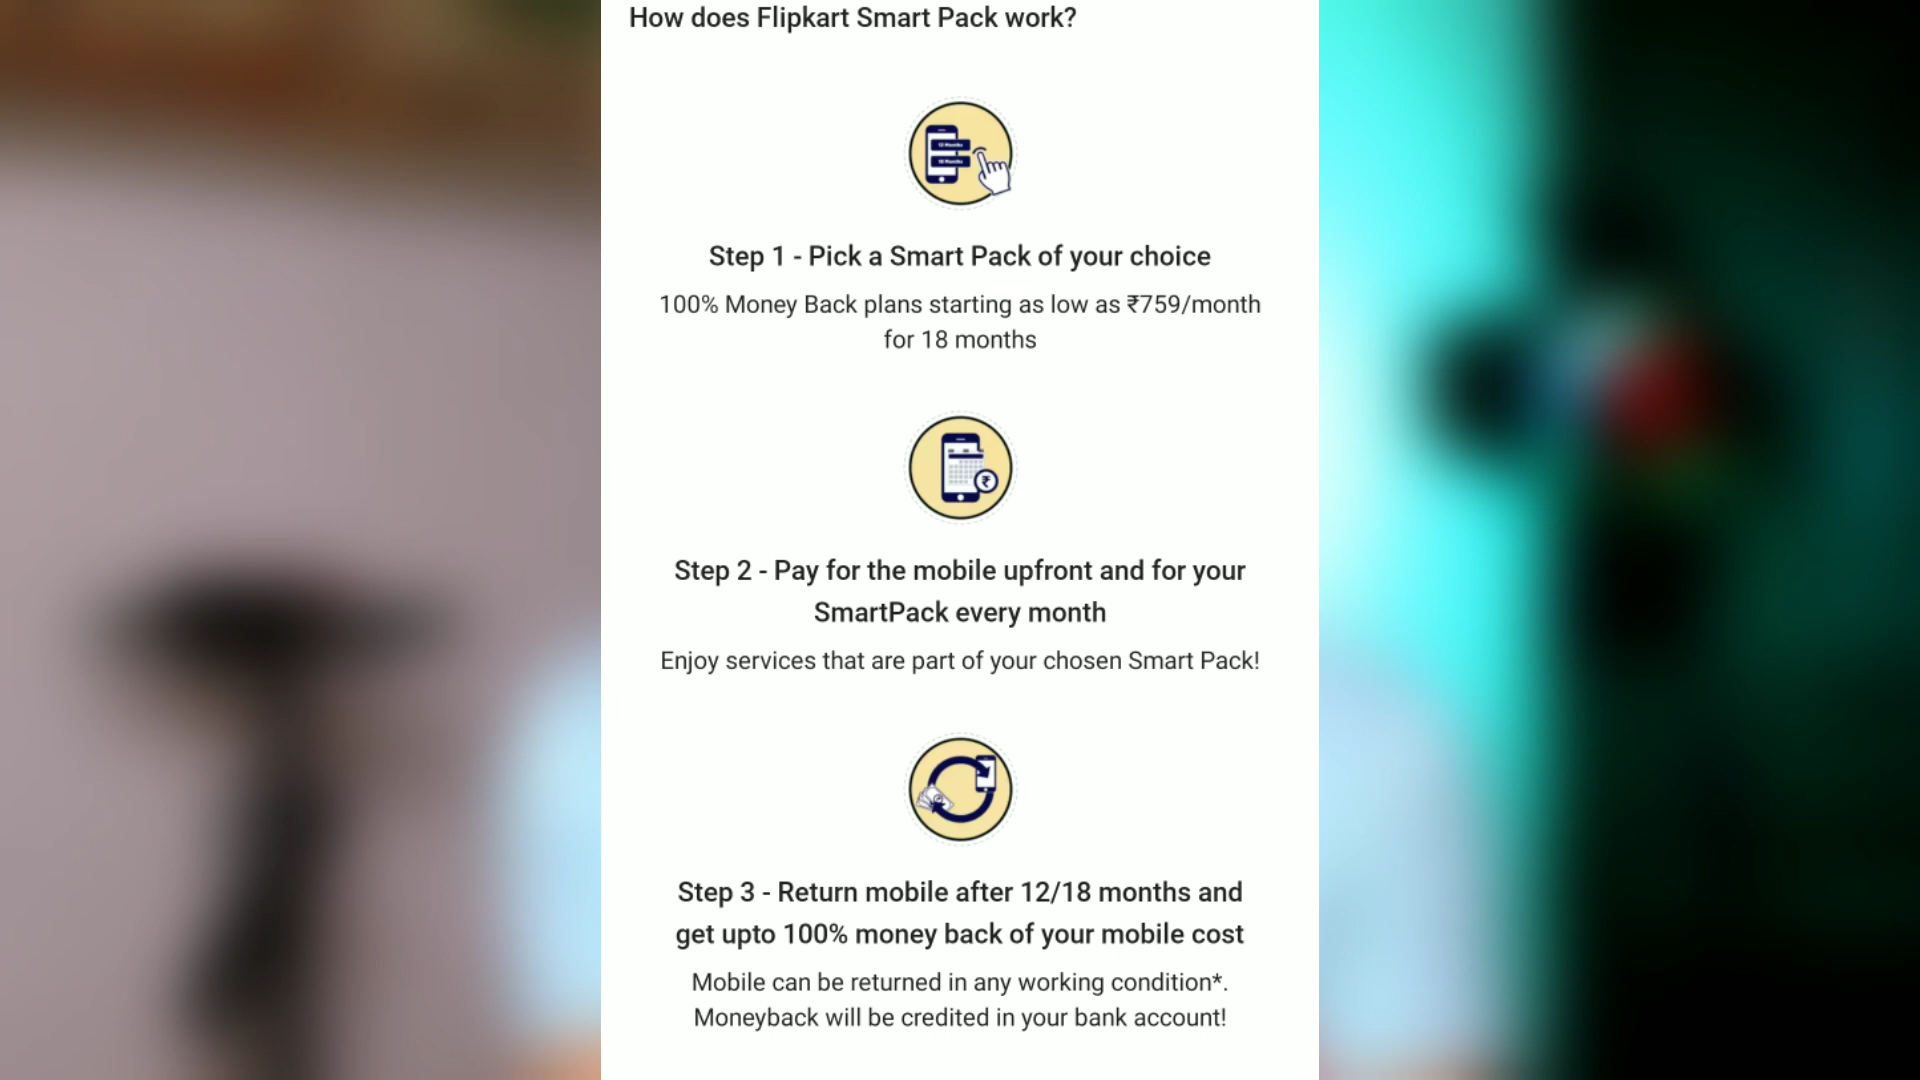 How does Flipkart Smart Pack work?
12 Months
18 Months
Step 1 - Pick a Smart Pack of your choice
100% Money Back plans starting as low as ₹759/month
for 18 months
₹
Step 2 - Pay for the mobile upfront and for your
SmartPack every month
Enjoy services that are part of your chosen Smart Pack!
Step 3 - Return mobile after 12/18 months and
get upto 100% money back of your mobile cost
Mobile can be returned in any working condition*.
Moneyback will be credited in your bank account!